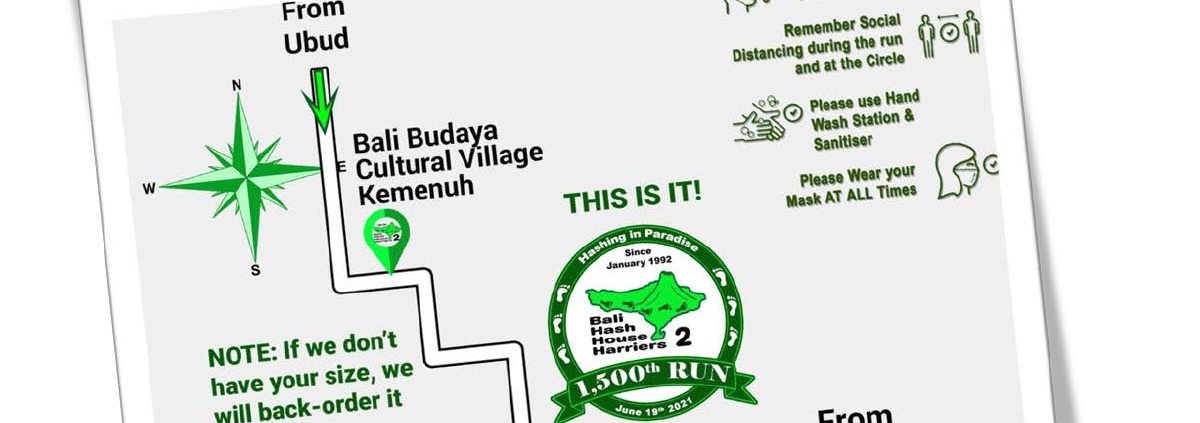 From
Ubud
N
W
E
S
Bali Budaya
Cultural Village
Kemenuh
2
NOTE: If we don't
have your size, we
will back-order it
THIS IS IT!
Hashing in Paradise
Since
January 1992
Bali
Hash
House
Harriers 2
1,500th RUN
June 19th 2021
Remember Social
Distancing during the run
and at the Circle
Please use Hand
Wash Station &
Sanitiser
Please Wear your
Mask AT ALL Times
From